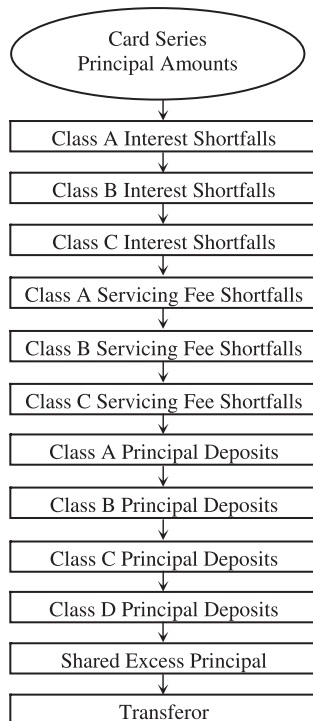 Card Series
Principal Amounts
Class A Interest Shortfalls
Class B Interest Shortfalls
Class C Interest Shortfalls
Class A Servicing Fee Shortfalls
Class B Servicing Fee Shortfalls
Class C Servicing Fee Shortfalls
Class A Principal Deposits
Class B Principal Deposits
Class C Principal Deposits
Class D Principal Deposits
Shared Excess Principal
Transferor